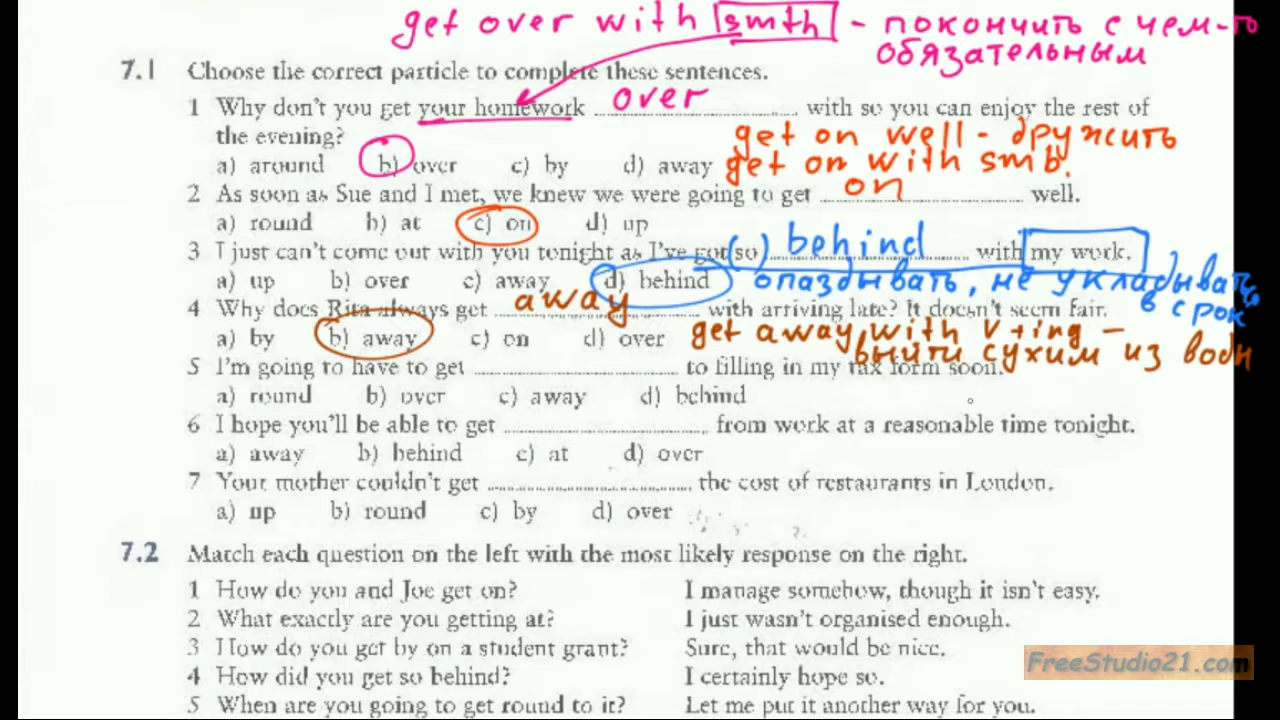 get over with smth - покончить с чем-то
обязательным
7.1 Choose the correct particle to complete these sentences.
1 Why don't you get your homework over with so you can enjoy the rest of
the evening?
get on well - дружить
a) around b) over c) by d) away get on with smb.
2 As soon as Sue and I met, we knew we were going to get on well.
a) round b) at c) on d) up
3 I just can't come out with you tonight as I've got (so) behind with my work.
a) up b) over c) away d) behind опаздывать, не укладывать
в срок
4 Why does Rita always get away with arriving late? It doesn't seem fair.
a) by b) away c) on d) over get away with V+ing -
выйти сухим из воды
5 I'm going to have to get ............ to filling in my tax form soon.
a) round b) over c) away d) behind
6 I hope you'll be able to get ............ from work at a reasonable time tonight.
a) away b) behind c) at d) over
7 Your mother couldn't get ............ the cost of restaurants in London.
a) up b) round c) by d) over
7.2 Match each question on the left with the most likely response on the right.
1 How do you and Joe get on? I manage somehow, though it isn't easy.
2 What exactly are you getting at? I just wasn't organised enough.
3 How do you get by on a student grant? Sure, that would be nice.
4 How did you get so behind? I certainly hope so.
5 When are you going to get round to it? Let me put it another way for you.
FreeStudio21.com